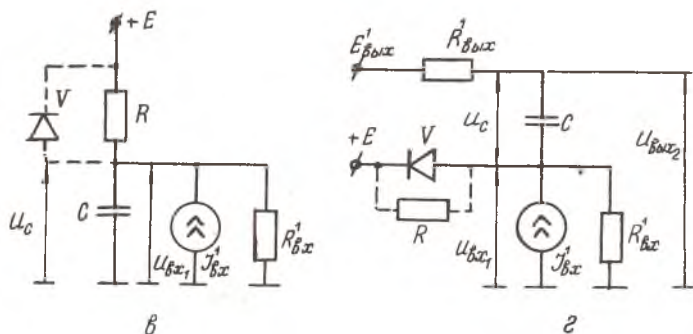 +E
V
R
u_c
C
u_вх1
J¹_вх
R¹_вх
в
E¹_вых
R¹_вых
u_c
C
+E
V
R
u_вх1
J¹_вх
R¹_вх
u_вых2
г